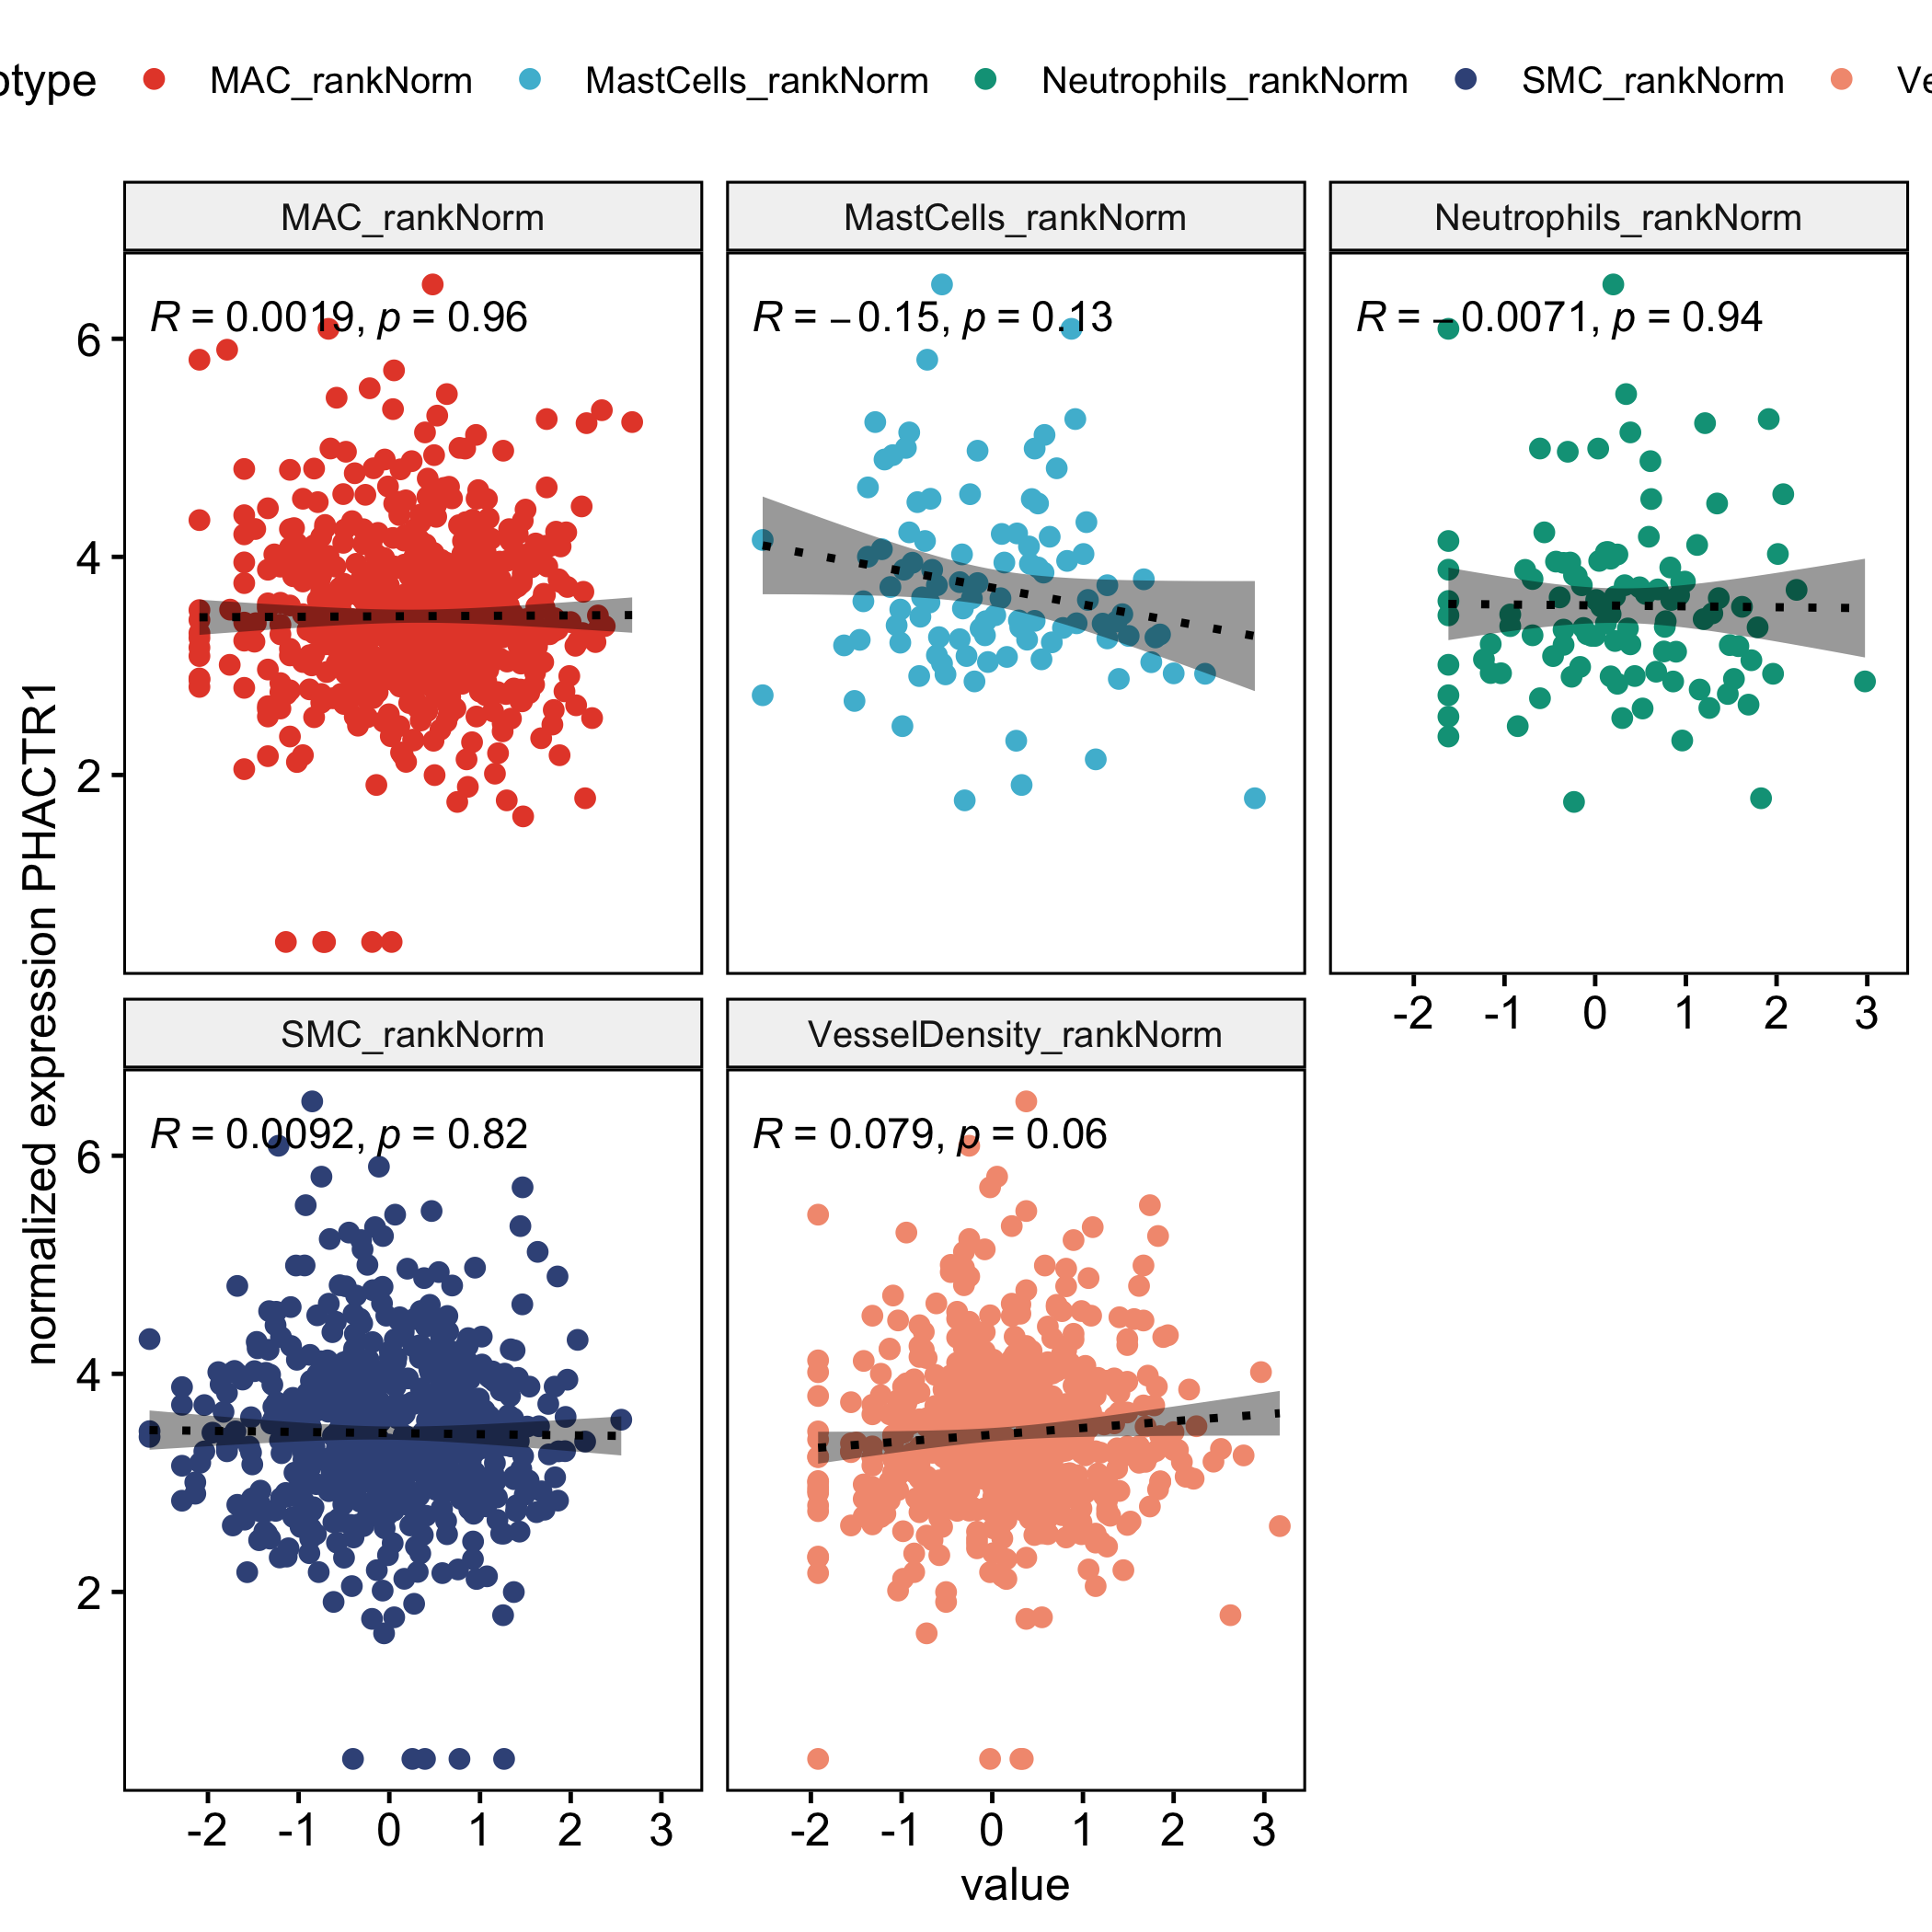 otype MAC_rankNorm MastCells_rankNorm Neutrophils_rankNorm SMC_rankNorm Ve
MAC_rankNorm MastCells_rankNorm Neutrophils_rankNorm
R = 0.0019, p = 0.96
R = −0.15, p = 0.13
R = −0.0071, p = 0.94
6
4
2
-2 -1 0 1 2 3
normalized expression PHACTR1
SMC_rankNorm VesselDensity_rankNorm
R = 0.0092, p = 0.82
R = 0.079, p = 0.06
6
4
2
-2 -1 0 1 2 3
-2 -1 0 1 2 3
value